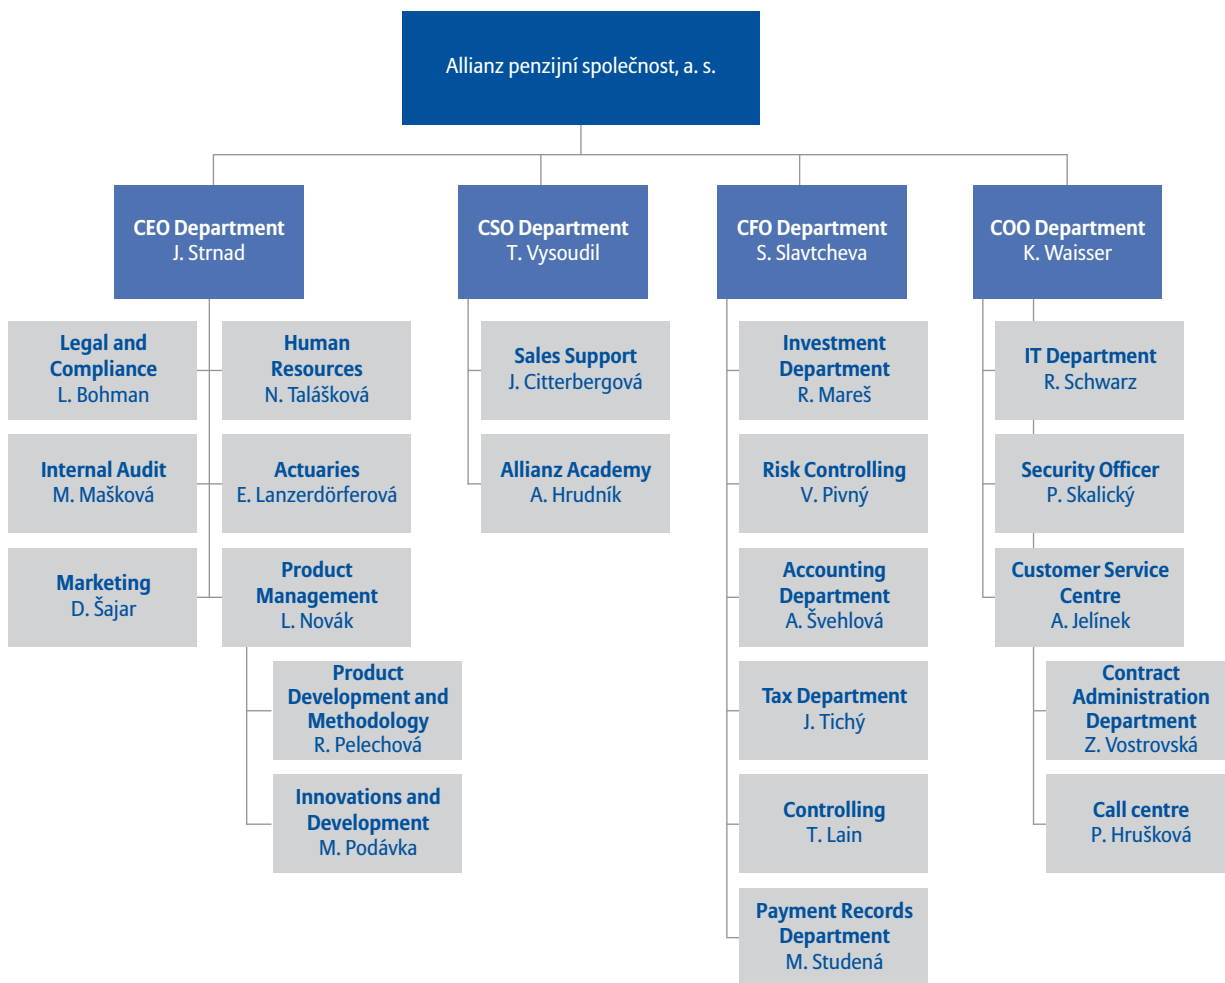 Allianz penzijní společnost, a. s.
CEO Department
J. Strnad
CSO Department
T. Vysoudil
CFO Department
S. Slavtcheva
COO Department
K. Waisser
Legal and
Compliance
L. Bohman
Human
Resources
N. Talášková
Sales Support
J. Citterbergová
Investment
Department
R. Mareš
IT Department
R. Schwarz
Internal Audit
M. Mašková
Actuaries
E. Lanzerdörferová
Allianz Academy
A. Hrudník
Risk Controlling
V. Pivný
Security Officer
P. Skalický
Marketing
D. Šajar
Product
Management
L. Novák
Accounting
Department
A. Švehlová
Customer Service
Centre
A. Jelínek
Product
Development and
Methodology
R. Pelechová
Tax Department
J. Tichý
Contract
Administration
Department
Z. Vostrovská
Innovations and
Development
M. Podávka
Controlling
T. Lain
Call centre
P. Hrušková
Payment Records
Department
M. Studená